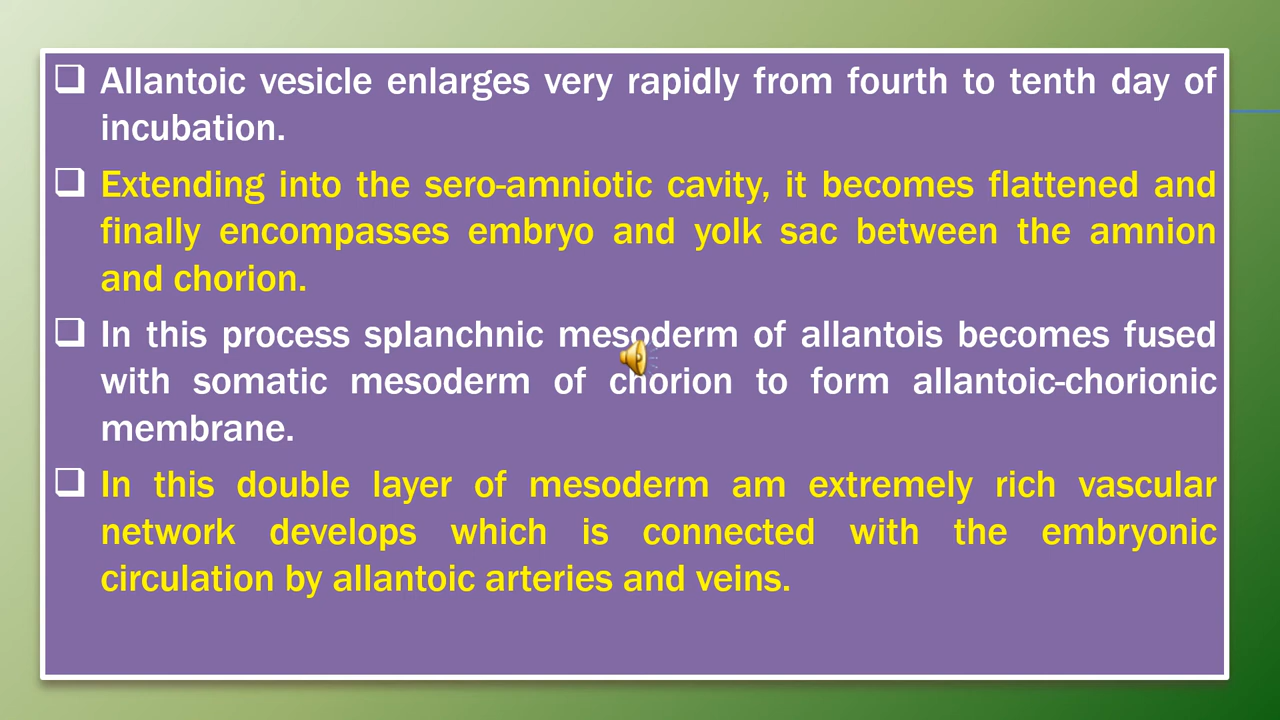 ❑ Allantoic vesicle enlarges very rapidly from fourth to tenth day of
incubation.
❑ Extending into the sero-amniotic cavity, it becomes flattened and
finally encompasses embryo and yolk sac between the amnion
and chorion.
❑ In this process splanchnic mesoderm of allantois becomes fused
with somatic mesoderm of chorion to form allantoic-chorionic
membrane.
❑ In this double layer of mesoderm am extremely rich vascular
network develops which is connected with the embryonic
circulation by allantoic arteries and veins.